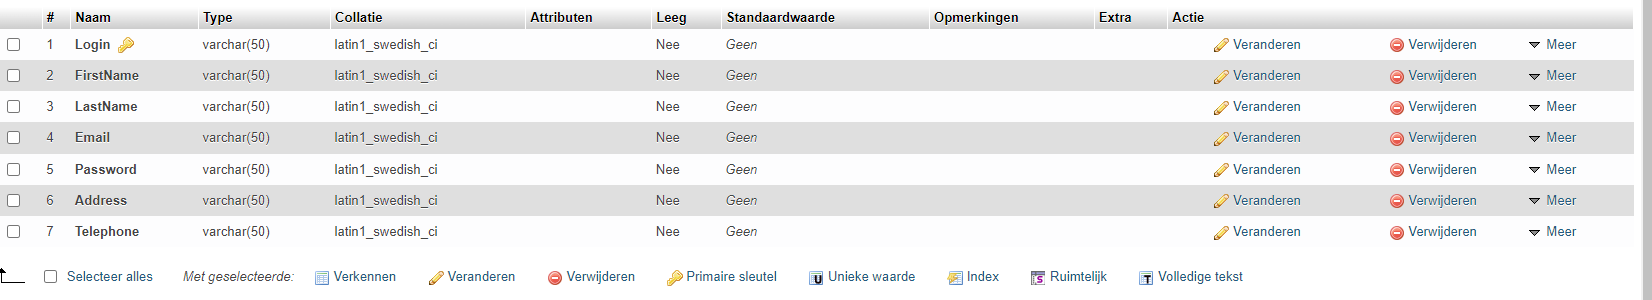 # Naam Type Collatie Attributen Leeg Standaardwaarde Opmerkingen Extra Actie
1 Login varchar(50) latin1_swedish_ci Nee Geen Veranderen Verwijderen Meer
2 FirstName varchar(50) latin1_swedish_ci Nee Geen Veranderen Verwijderen Meer
3 LastName varchar(50) latin1_swedish_ci Nee Geen Veranderen Verwijderen Meer
4 Email varchar(50) latin1_swedish_ci Nee Geen Veranderen Verwijderen Meer
5 Password varchar(50) latin1_swedish_ci Nee Geen Veranderen Verwijderen Meer
6 Address varchar(50) latin1_swedish_ci Nee Geen Veranderen Verwijderen Meer
7 Telephone varchar(50) latin1_swedish_ci Nee Geen Veranderen Verwijderen Meer
Selecteer alles Met geselecteerde: Verkennen Veranderen Verwijderen Primaire sleutel U Unieke waarde Index S Ruimtelijk T Volledige tekst